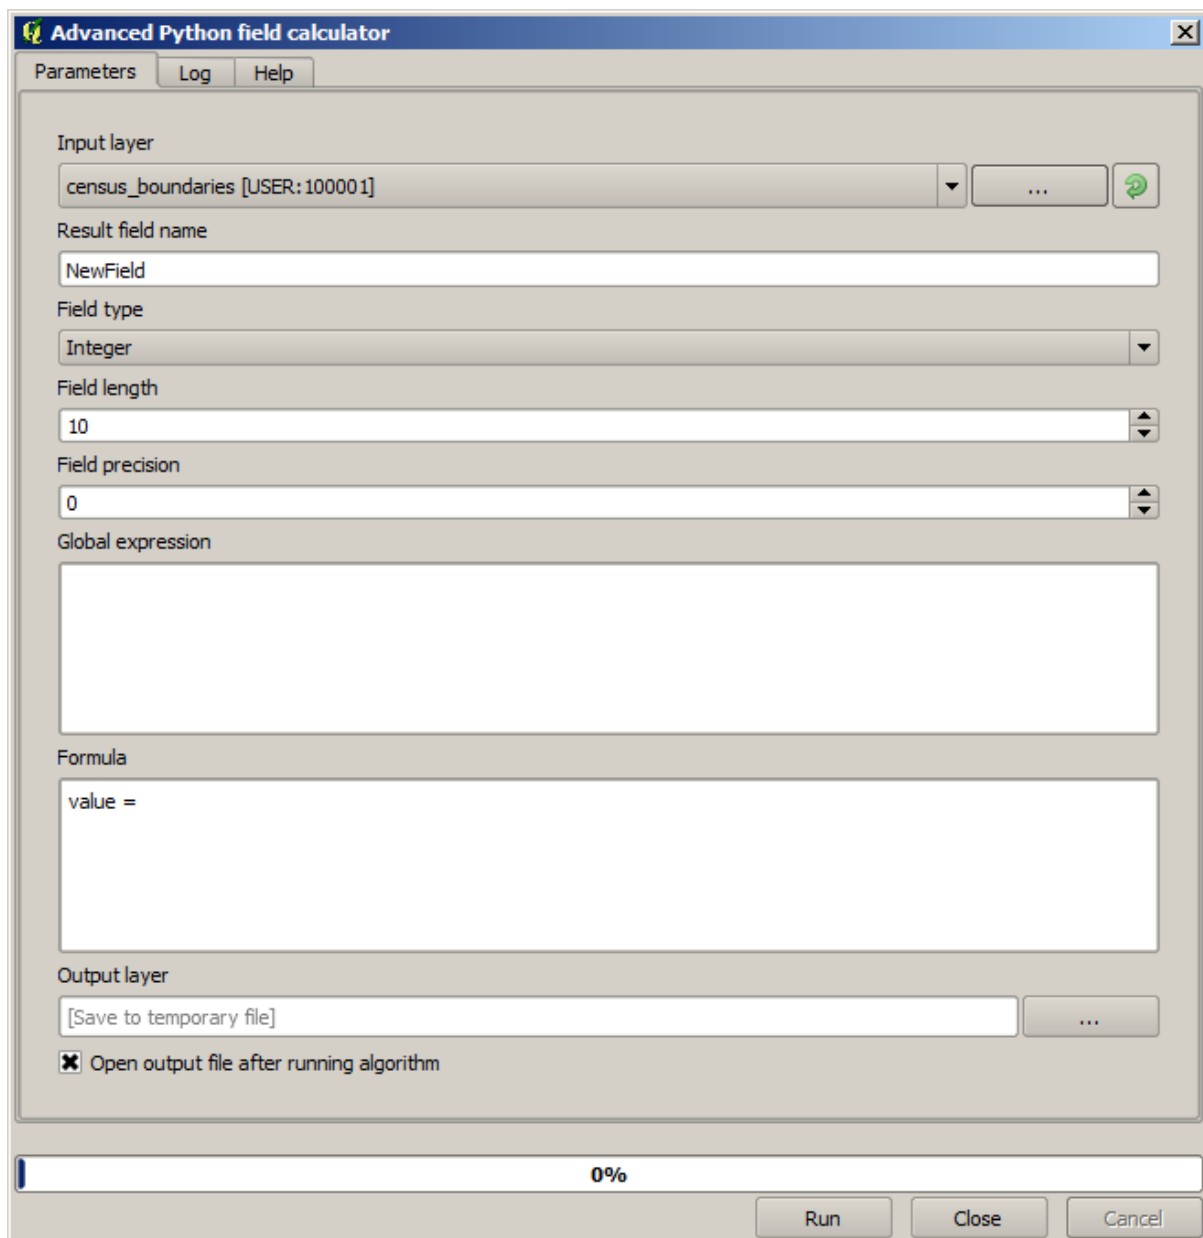 Advanced Python field calculator
Parameters Log Help
Input layer
census_boundaries [USER:100001] ...
Result field name
NewField
Field type
Integer
Field length
10
Field precision
0
Global expression
Formula
value =
Output layer
[Save to temporary file] ...
Open output file after running algorithm
0%
Run Close Cancel